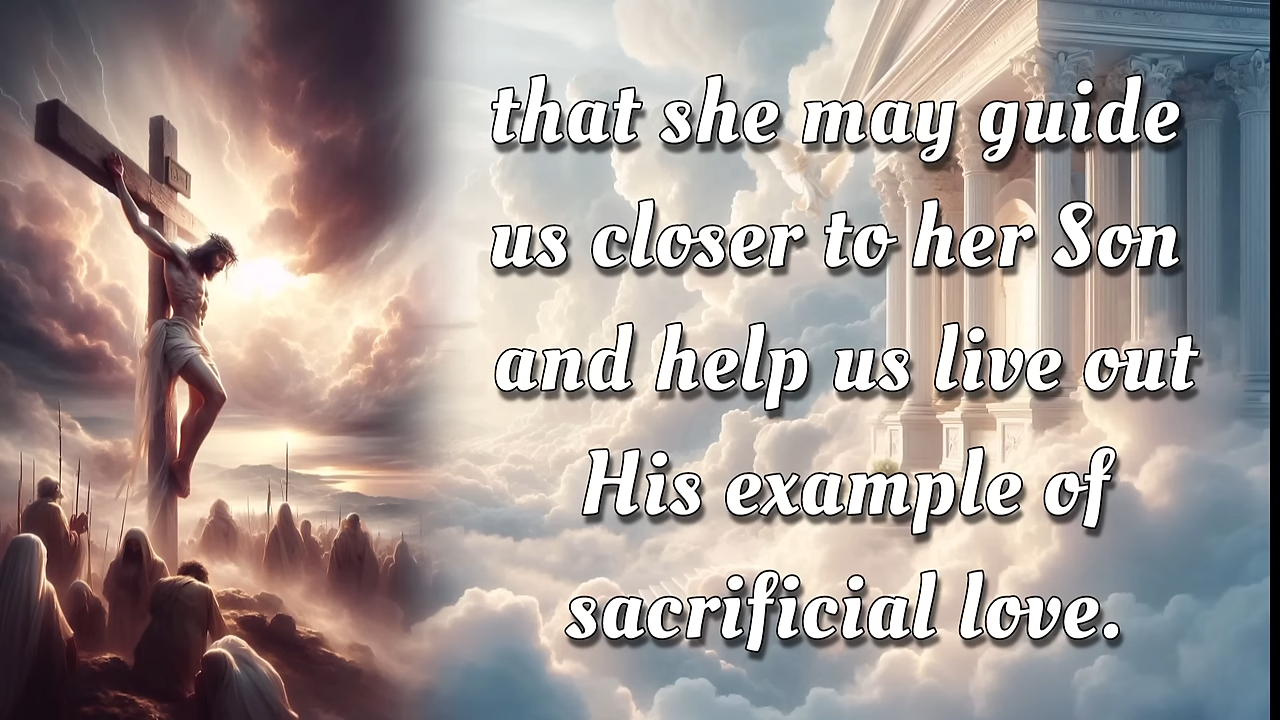 that she may guide
us closer to her Son
and help us live out
His example of
sacrificial love.